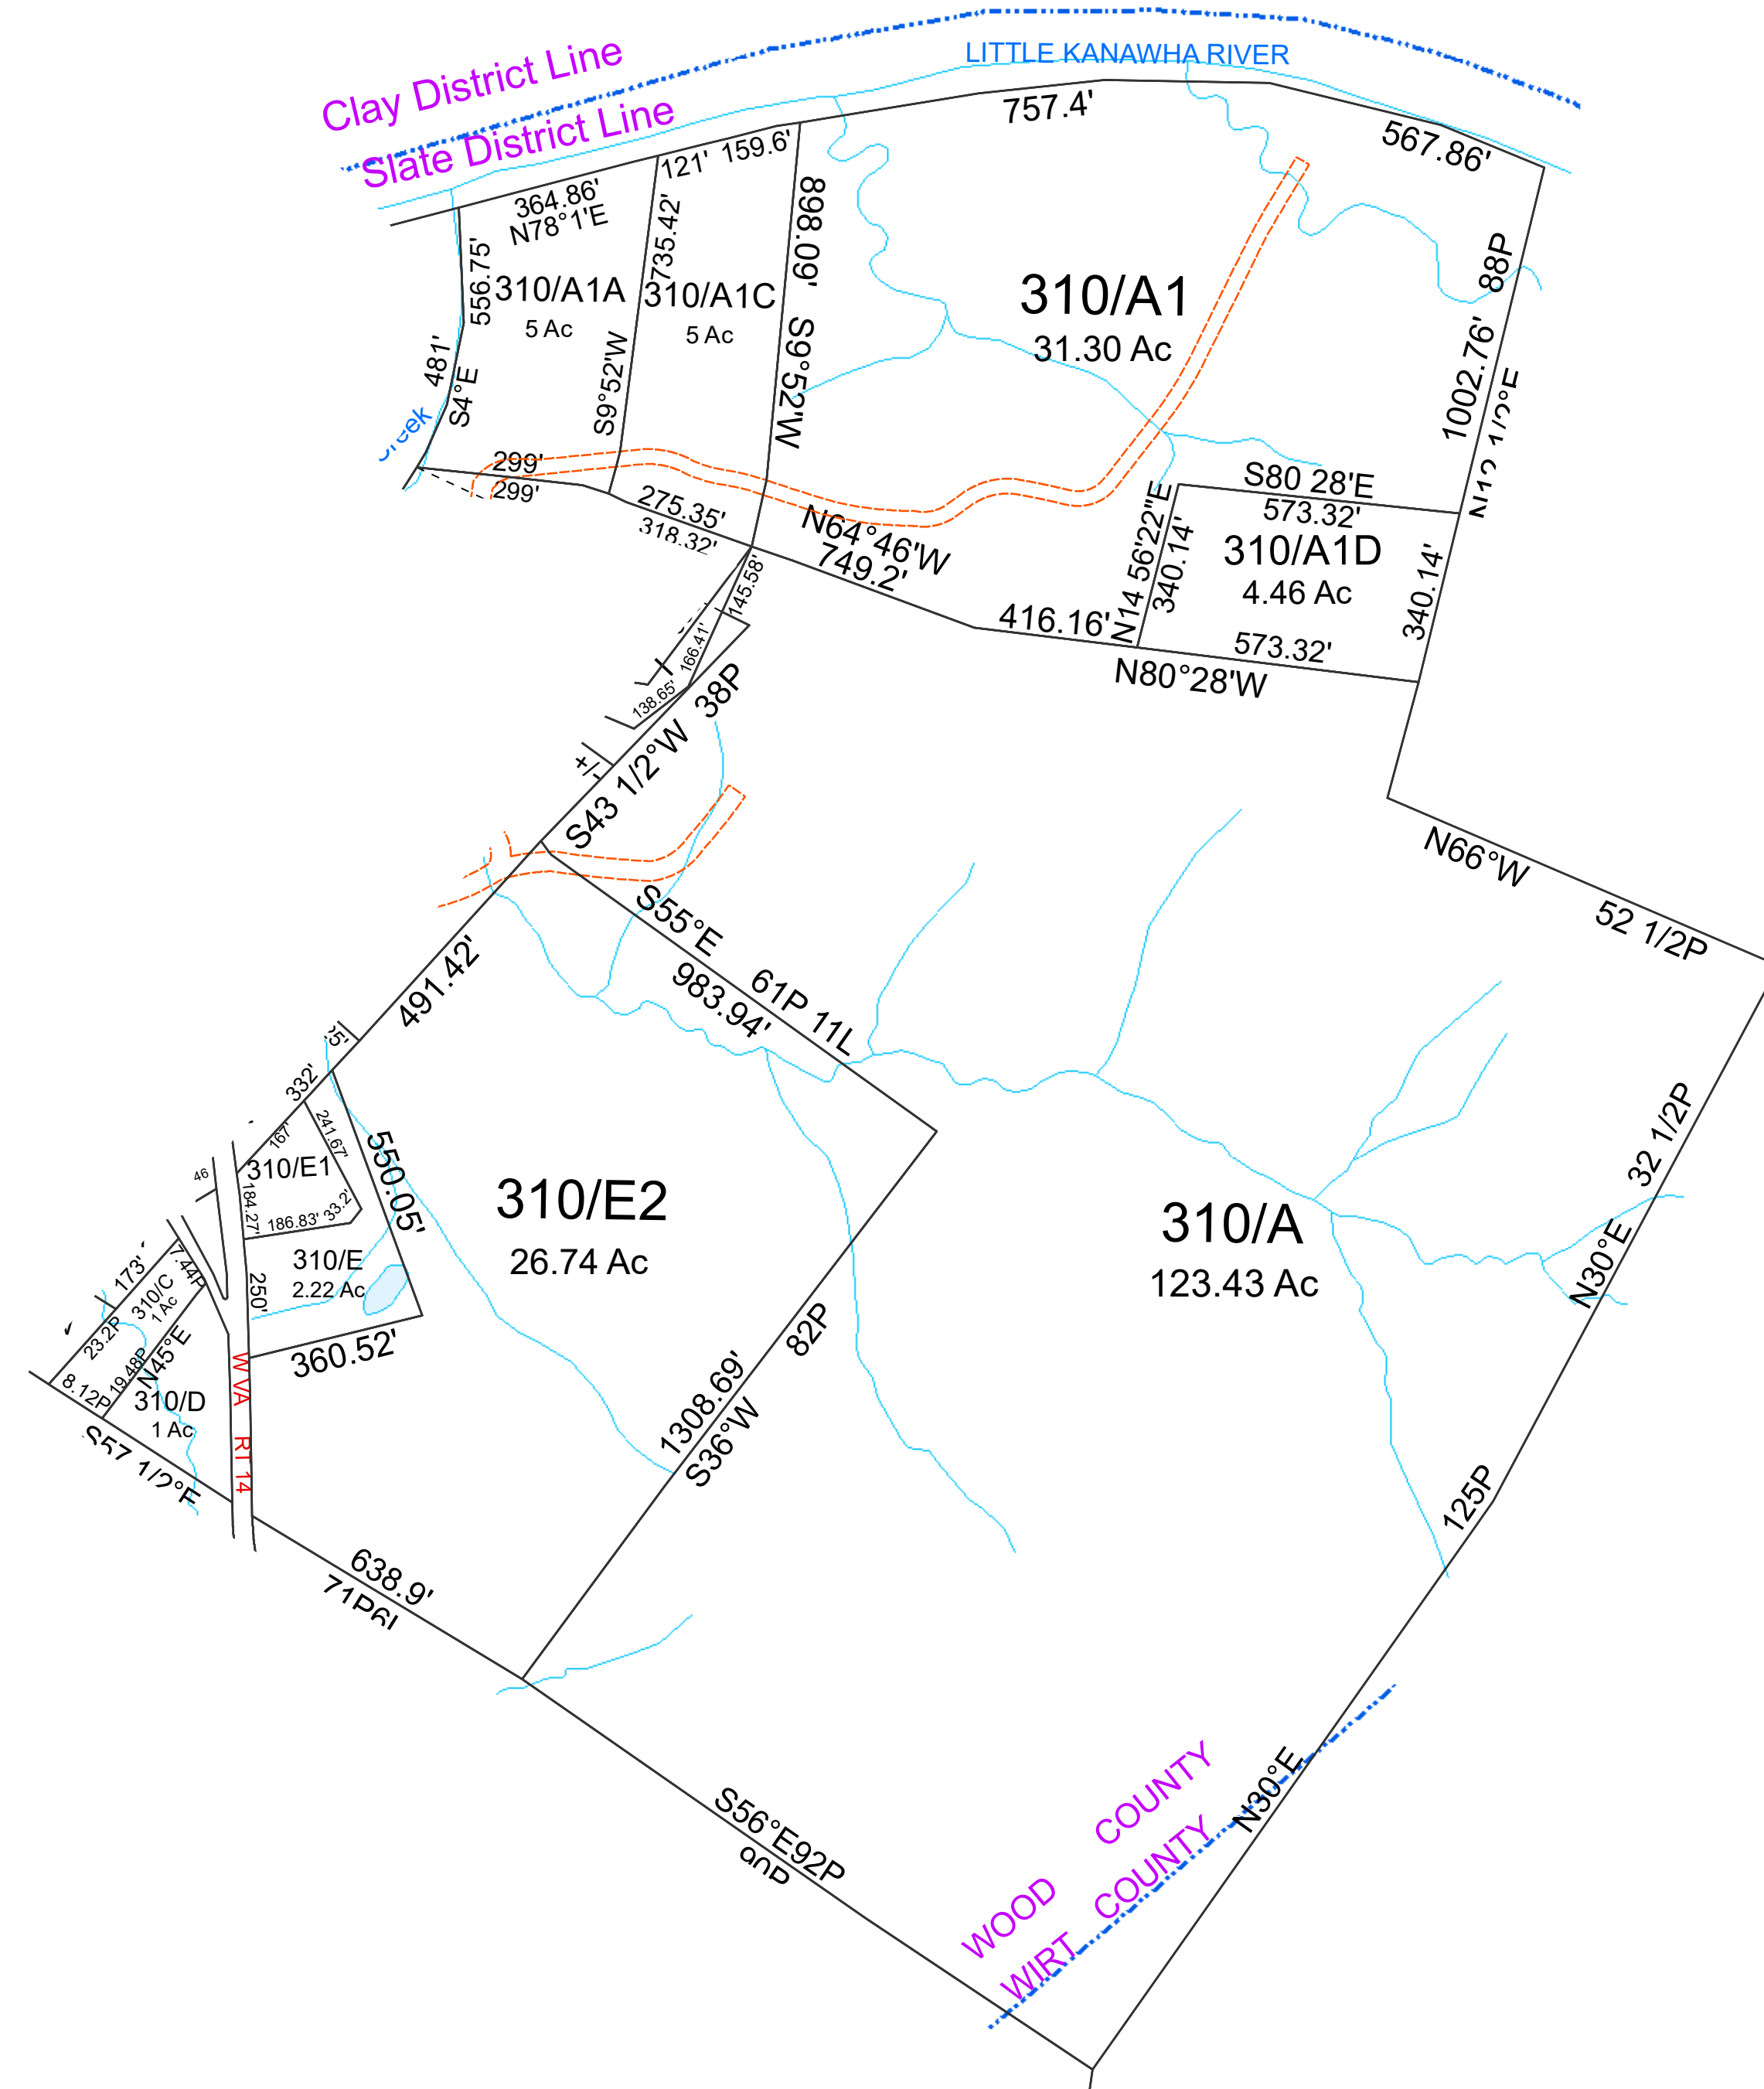 LITTLE KANAWHA RIVER
Clay District Line
Slate District Line
757.4'
567.86'
121' 159.6'
364.86'
N78°1'E
556.75'
735.42'
898.09' S9°52'W
310/A1A
5 Ac
310/A1C
5 Ac
310/A1
31.30 Ac
88P
1002.76'
481'
S4°E
S9°52'W
299'
299'
275.35'
318.32'
N64°46'W
749.2'
S80 28'E
573.32'
310/A1D
4.46 Ac
N14 56'22"E
340.14'
340.14'
416.16'
573.32'
N80°28'W
145.58'
166.41'
138.65'
38P
S43 1/2°W
N66°W
52 1/2P
S55°E
61P 11L
983.94'
491.42'
332'
167'
241.67'
310/E1
550.05'
46
184.27'
186.83'
33.2'
310/E
2.22 Ac
250'
360.52'
310/E2
26.74 Ac
310/A
123.43 Ac
32 1/2P
N30°E
173'
7.44P
310/C
1 Ac
23.2P
19.48P
N45°E
8.12P
310/D
1 Ac
W VA RT 14
S57 1/2°E
82P
1308.69'
S36°W
125P
638.9'
71P6L
S56°E92P
90P
N30°E
WOOD COUNTY
WIRT COUNTY